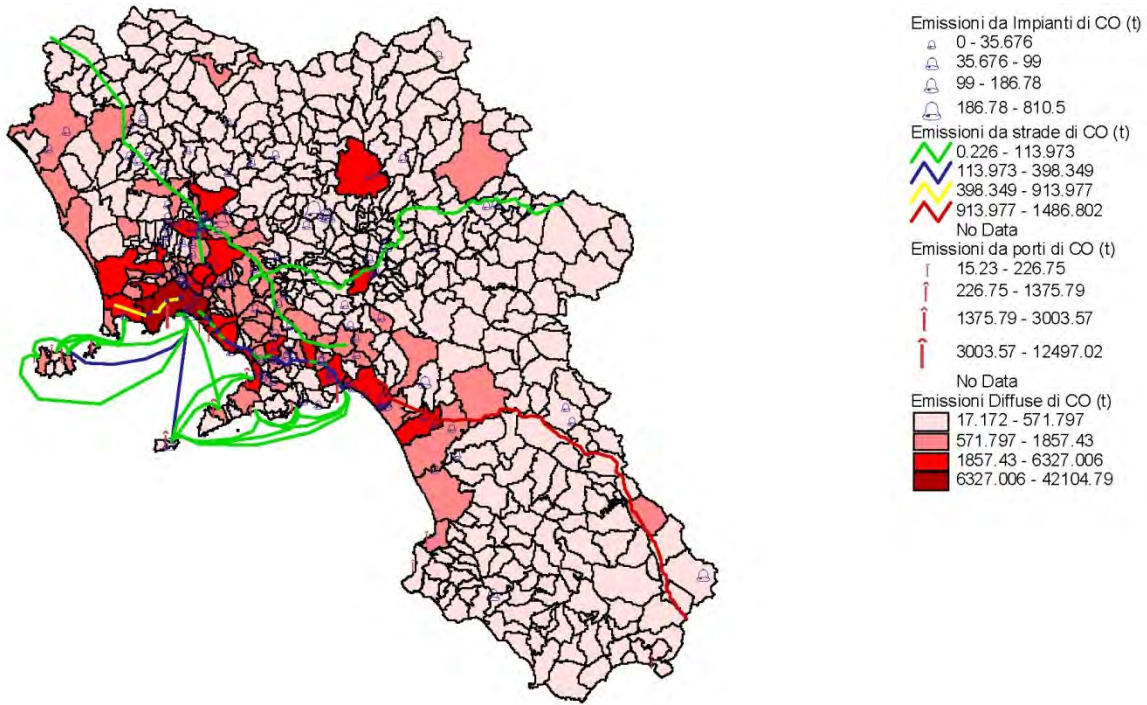 Emissioni da Impianti di CO (t)
0 - 35.676
35.676 - 99
99 - 186.78
186.78 - 810.5
Emissioni da strade di CO (t)
0.226 - 113.973
113.973 - 398.349
398.349 - 913.977
913.977 - 1486.802
No Data
Emissioni da porti di CO (t)
15.23 - 226.75
226.75 - 1375.79
1375.79 - 3003.57
3003.57 - 12497.02
No Data
Emissioni Diffuse di CO (t)
17.172 - 571.797
571.797 - 1857.43
1857.43 - 6327.006
6327.006 - 42104.79